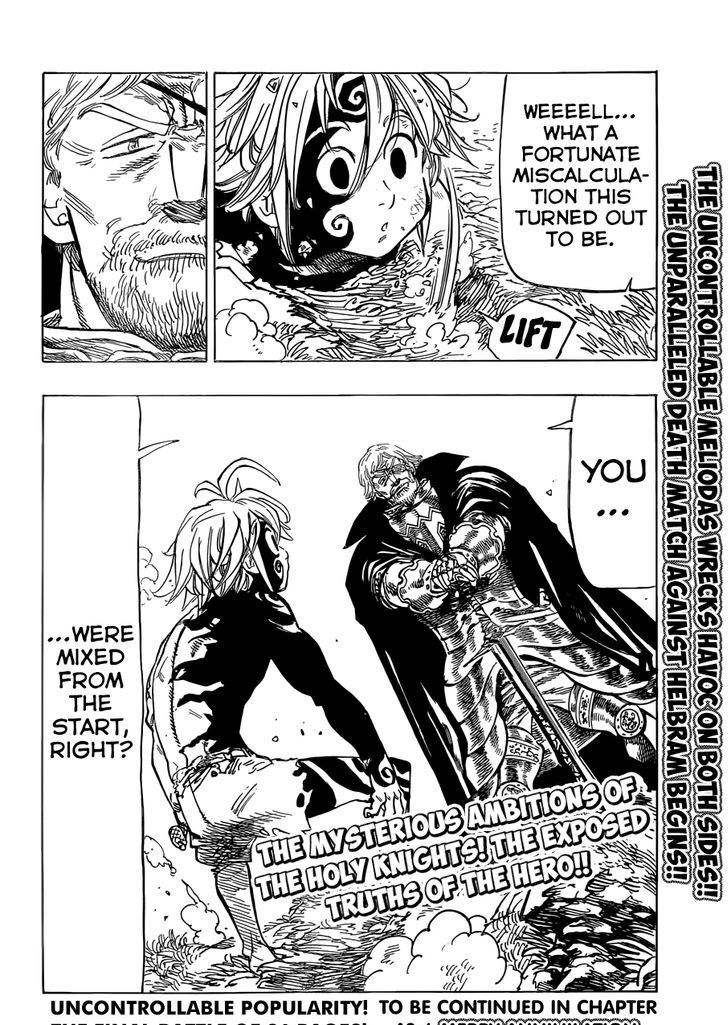 WEEEELL...
WHAT A
FORTUNATE
MISCALCULA-
TION THIS
TURNED OUT
TO BE.
LIFT
YOU
...
...WERE
MIXED
FROM
THE
START,
RIGHT?
THE MYSTERIOUS AMBITIONS OF
THE HOLY KNIGHTS! THE EXPOSED
TRUTHS OF THE HERO!!
THE UNCONTROLLABLE MELIODAS WRECKS HAVOC ON BOTH SIDES!!
THE UNPARALLELED DEATH MATCH AGAINST HELBRAM BEGINS!!
UNCONTROLLABLE POPULARITY! TO BE CONTINUED IN CHAPTER